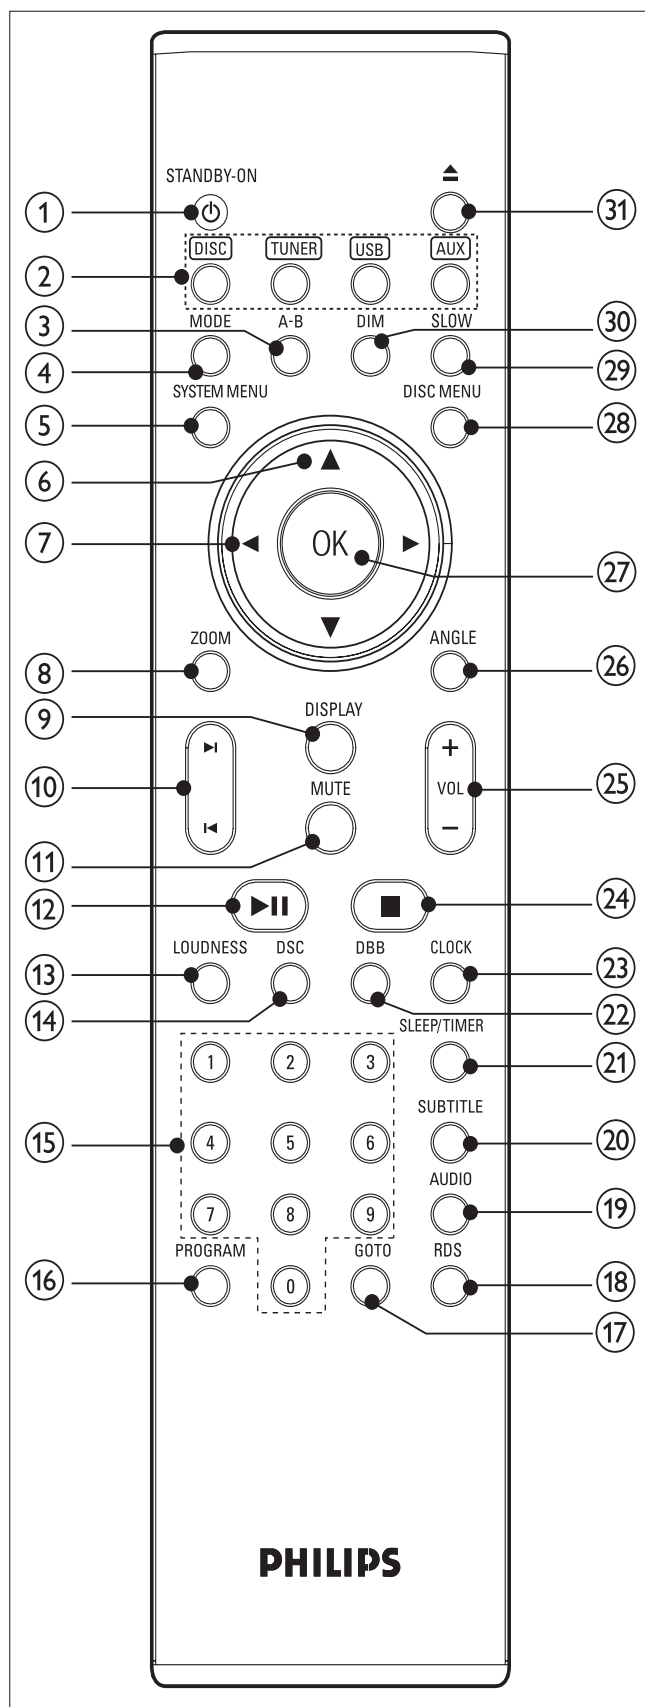 STANDBY-ON
1 31
DISC TUNER USB AUX
2
3 MODE A-B DIM SLOW 30
4 29
SYSTEM MENU DISC MENU
5 28
6
7 OK 27
ZOOM ANGLE
8 26
9 DISPLAY
10 VOL 25
MUTE
11
12 24
LOUDNESS DSC DBB CLOCK
13 23
14 22
SLEEP/TIMER
1 2 3 21
SUBTITLE
15 4 5 6 20
AUDIO
7 8 9 19
PROGRAM GOTO RDS
16 0 18
17
PHILIPS